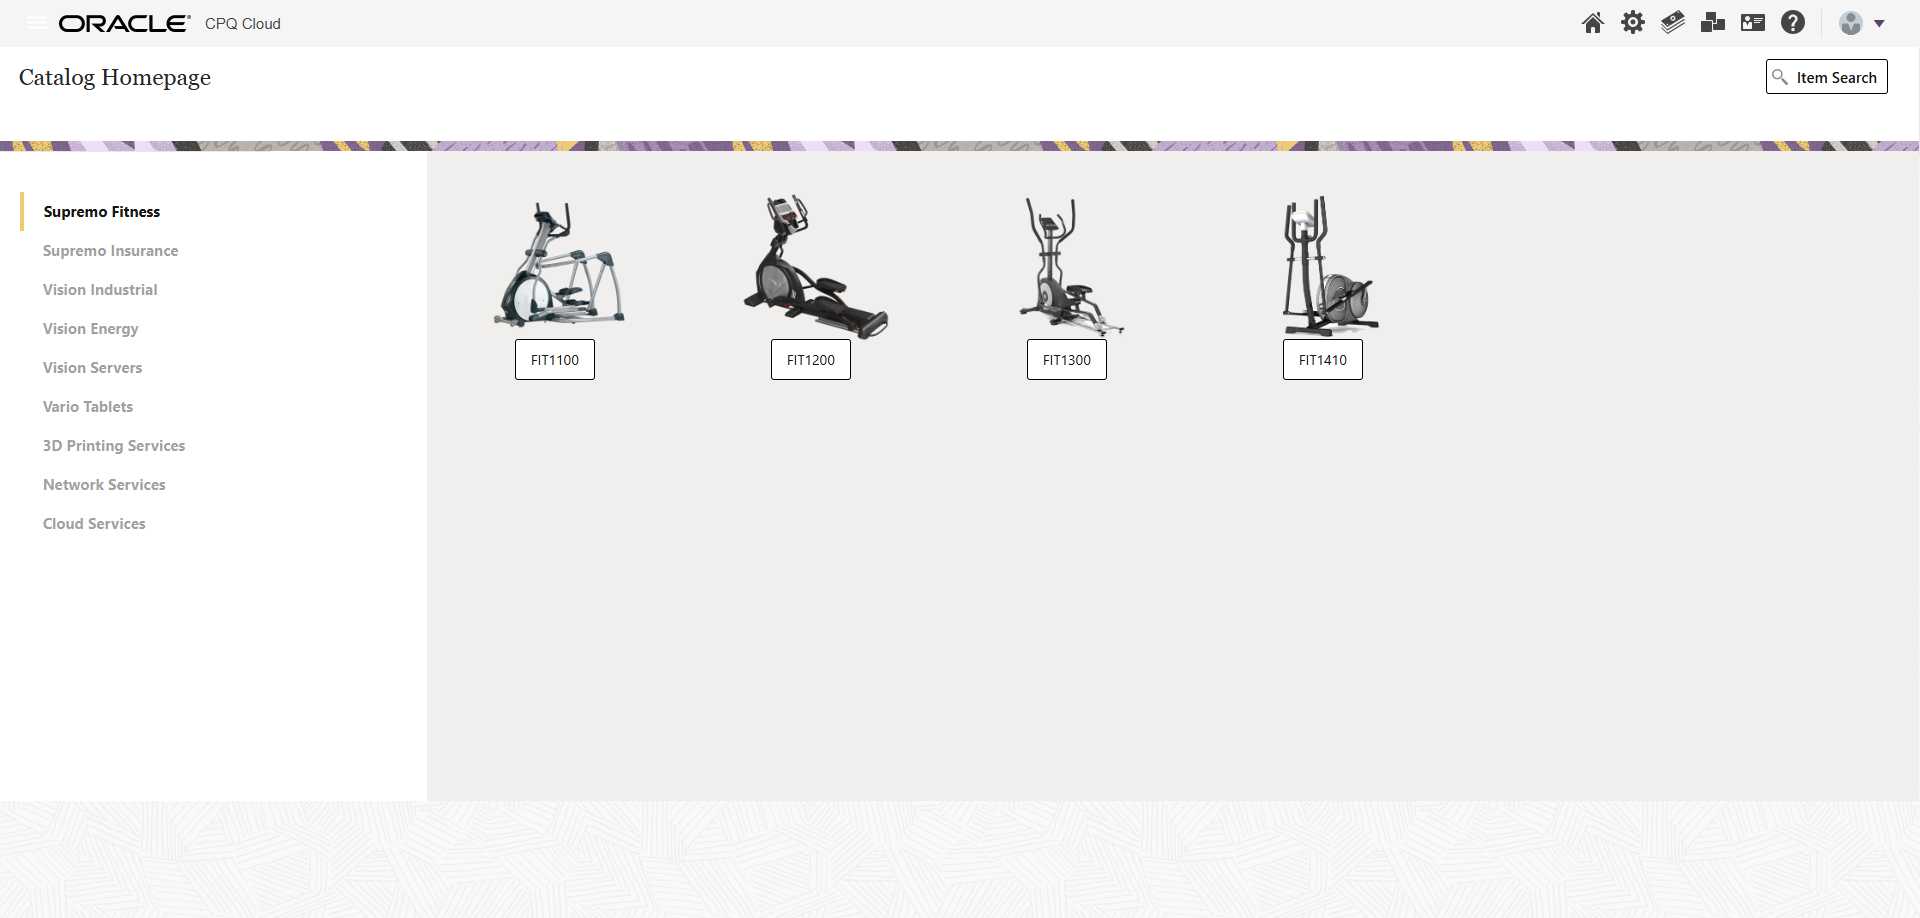 ORACLE® CPQ Cloud
Catalog Homepage
Item Search
Supremo Fitness
Supremo Insurance
Vision Industrial
Vision Energy
Vision Servers
Vario Tablets
3D Printing Services
Network Services
Cloud Services
FIT1100
FIT1200
FIT1300
FIT1410